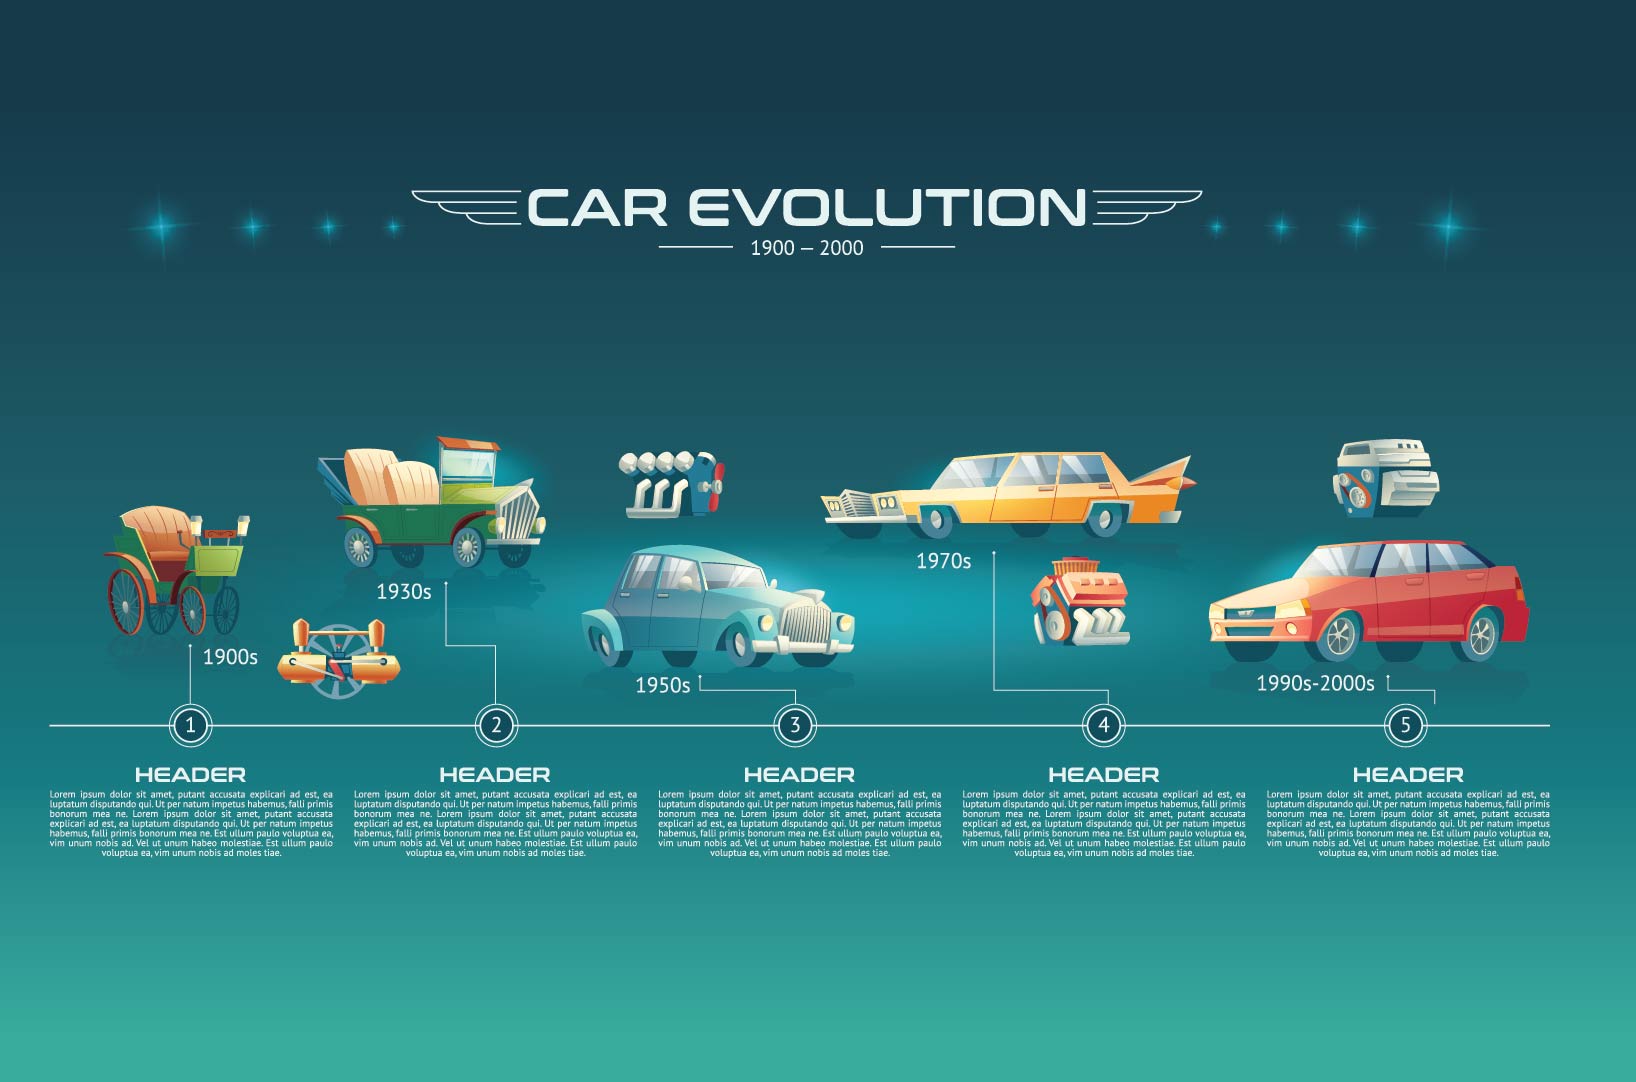 CAR EVOLUTION
1900 – 2000
1900s
1930s
1950s
1970s
1990s-2000s
1
2
3
4
5
HEADER
Lorem ipsum dolor sit amet, putant accusata explicari ad est, ea
luptatum disputando qui. Ut per natum impetus habemus, falli primis
bonorum mea ne. Lorem ipsum dolor sit amet, putant accusata
explicari ad est, ea luptatum disputando qui. Ut per natum impetus
habemus, falli primis bonorum mea ne. Est ullum paulo voluptua ea,
vim unum nobis ad. Vel ut unum habeo molestiae. Est ullum paulo
voluptua ea, vim unum nobis ad moles tiae.
HEADER
Lorem ipsum dolor sit amet, putant accusata explicari ad est, ea
luptatum disputando qui. Ut per natum impetus habemus, falli primis
bonorum mea ne. Lorem ipsum dolor sit amet, putant accusata
explicari ad est, ea luptatum disputando qui. Ut per natum impetus
habemus, falli primis bonorum mea ne. Est ullum paulo voluptua ea,
vim unum nobis ad. Vel ut unum habeo molestiae. Est ullum paulo
voluptua ea, vim unum nobis ad moles tiae.
HEADER
Lorem ipsum dolor sit amet, putant accusata explicari ad est, ea
luptatum disputando qui. Ut per natum impetus habemus, falli primis
bonorum mea ne. Lorem ipsum dolor sit amet, putant accusata
explicari ad est, ea luptatum disputando qui. Ut per natum impetus
habemus, falli primis bonorum mea ne. Est ullum paulo voluptua ea,
vim unum nobis ad. Vel ut unum habeo molestiae. Est ullum paulo
voluptua ea, vim unum nobis ad moles tiae.
HEADER
Lorem ipsum dolor sit amet, putant accusata explicari ad est, ea
luptatum disputando qui. Ut per natum impetus habemus, falli primis
bonorum mea ne. Lorem ipsum dolor sit amet, putant accusata
explicari ad est, ea luptatum disputando qui. Ut per natum impetus
habemus, falli primis bonorum mea ne. Est ullum paulo voluptua ea,
vim unum nobis ad. Vel ut unum habeo molestiae. Est ullum paulo
voluptua ea, vim unum nobis ad moles tiae.
HEADER
Lorem ipsum dolor sit amet, putant accusata explicari ad est, ea
luptatum disputando qui. Ut per natum impetus habemus, falli primis
bonorum mea ne. Lorem ipsum dolor sit amet, putant accusata
explicari ad est, ea luptatum disputando qui. Ut per natum impetus
habemus, falli primis bonorum mea ne. Est ullum paulo voluptua ea,
vim unum nobis ad. Vel ut unum habeo molestiae. Est ullum paulo
voluptua ea, vim unum nobis ad moles tiae.